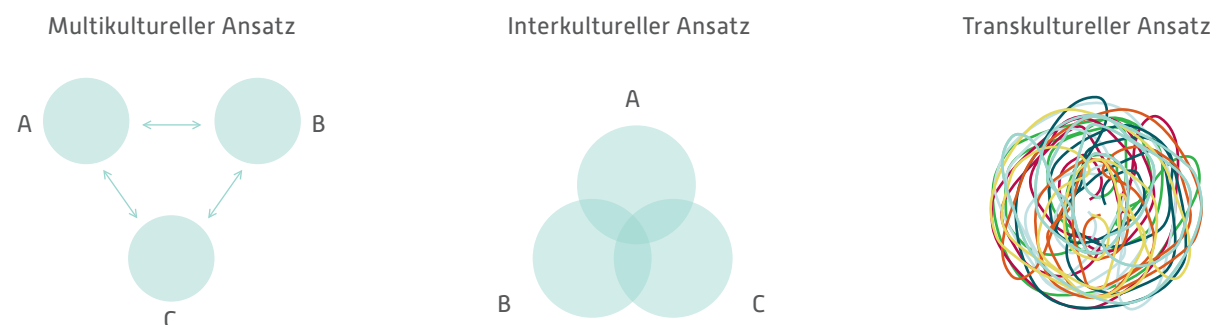 Multikultureller Ansatz
Interkultureller Ansatz
Transkultureller Ansatz
A
B
C
A
B
C